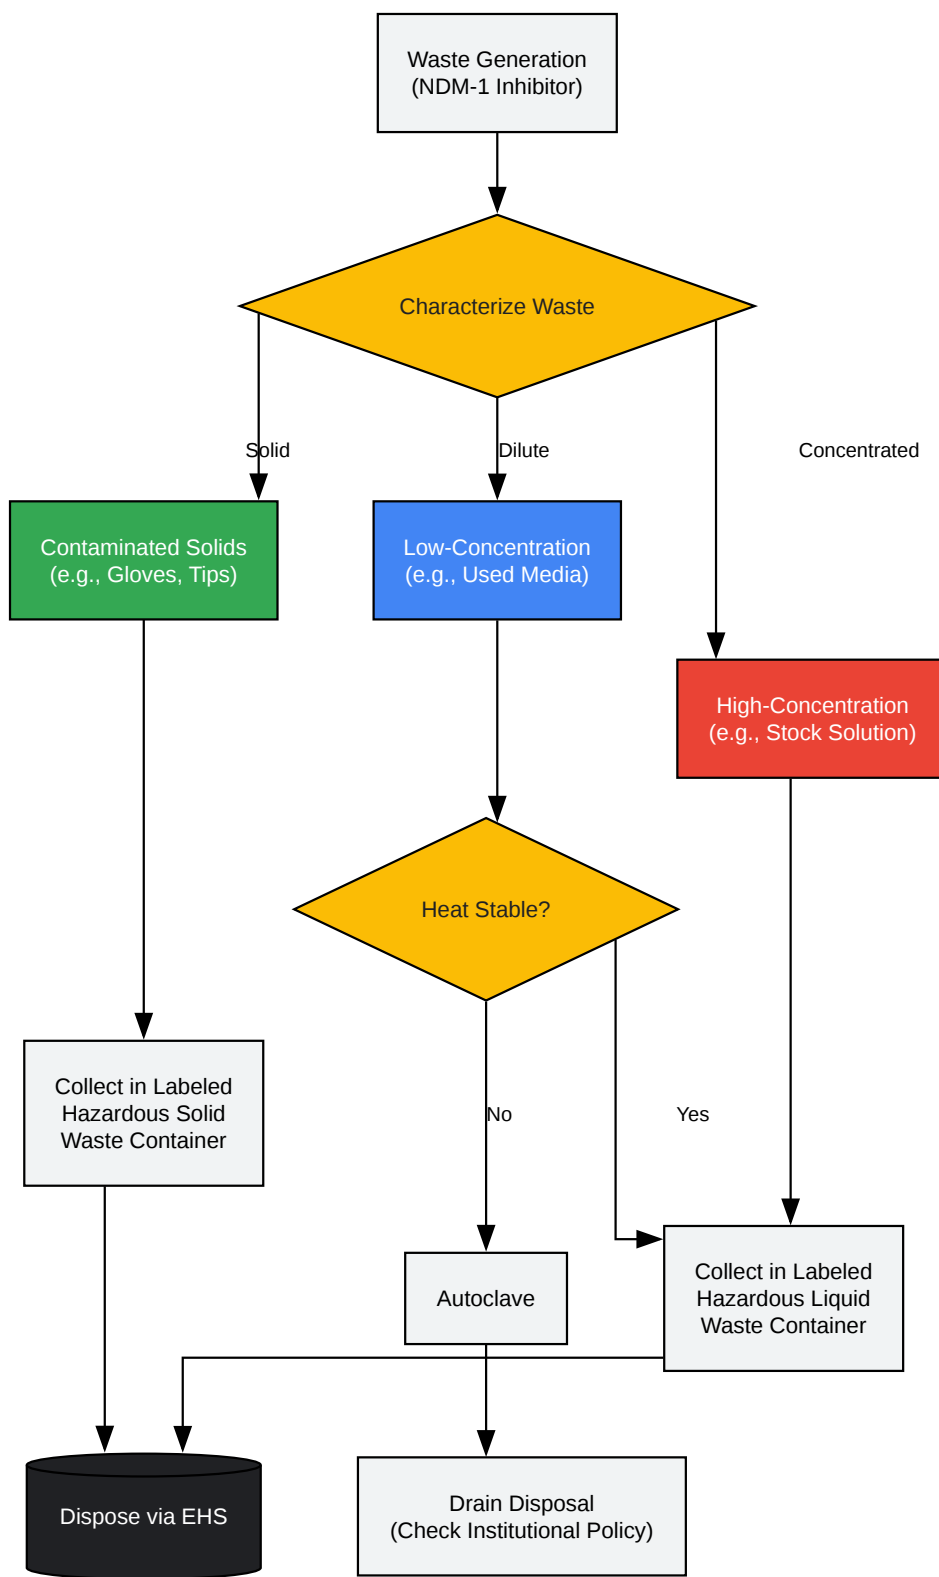 Waste Generation
(NDM-1 Inhibitor)
Characterize Waste
Solid
Dilute
Concentrated
Contaminated Solids
(e.g., Gloves, Tips)
Low-Concentration
(e.g., Used Media)
High-Concentration
(e.g., Stock Solution)
Heat Stable?
No
Yes
Collect in Labeled
Hazardous Solid
Waste Container
Autoclave
Collect in Labeled
Hazardous Liquid
Waste Container
Dispose via EHS
Drain Disposal
(Check Institutional Policy)